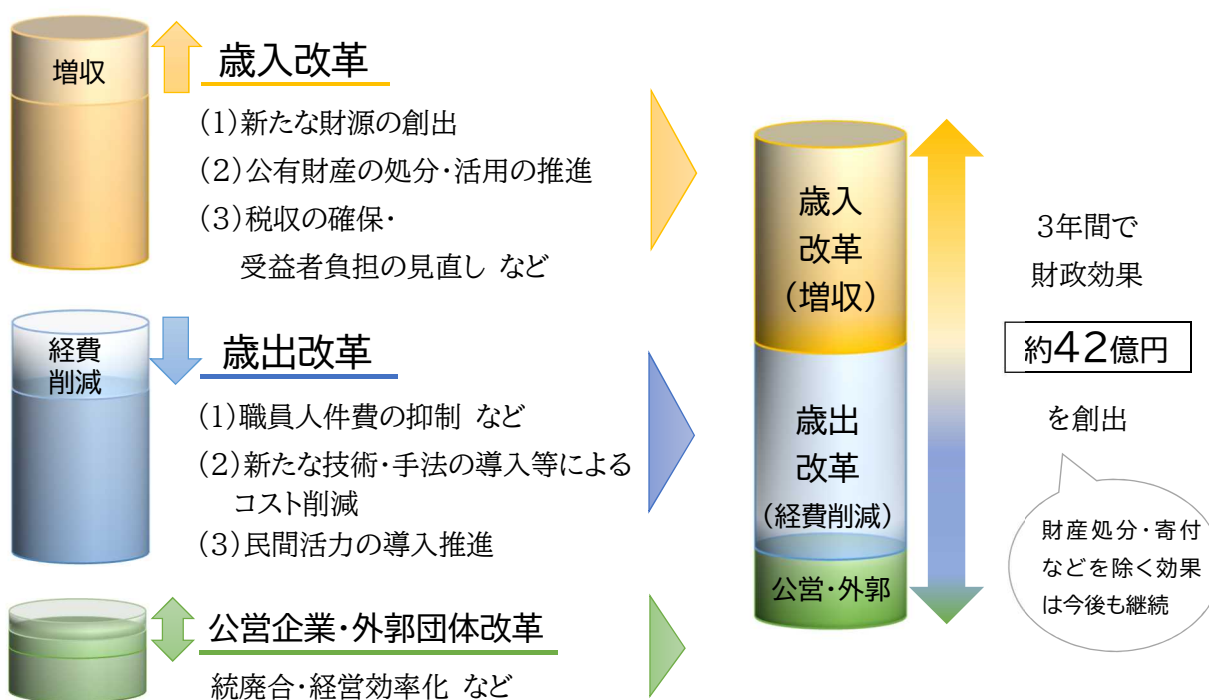 増収
歳入改革
(1)新たな財源の創出
(2)公有財産の処分・活用の推進
(3)税収の確保・
受益者負担の見直し など
経費
削減
歳出改革
(1)職員人件費の抑制 など
(2)新たな技術・手法の導入等による
コスト削減
(3)民間活力の導入推進
公営企業・外郭団体改革
統廃合・経営効率化 など
歳入
改革
(増収)
歳出
改革
(経費削減)
公営・外郭
3年間で
財政効果
約42億円
を創出
財産処分・寄付
などを除く効果
は今後も継続